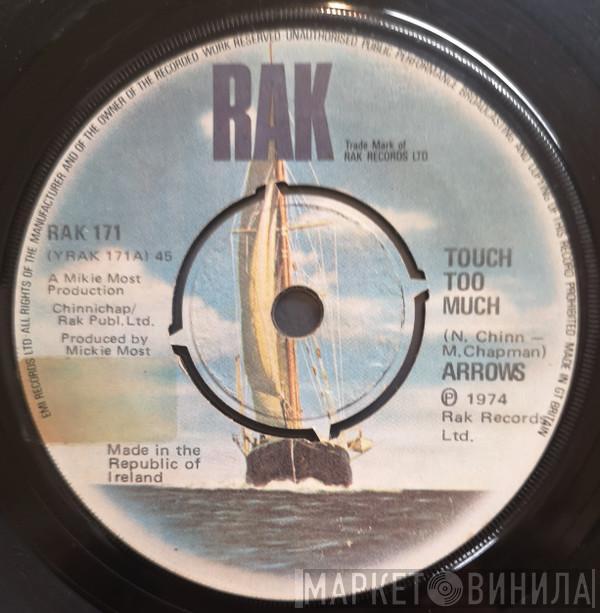 EMI RECORDS LTD ALL RIGHTS OF THE MANUFACTURER AND OF THE OWNER OF THE RECORDED WORK RESERVED UNAUTHORISED PUBLIC PERFORMANCE BROADCASTING AND COPYING OF THIS RECORD PROHIBITED MADE IN GT BRITAIN
RAK
Trade Mark of
RAK RECORDS LTD
RAK 171
(YRAK 171A) 45
A Mikie Most
Production
Chinnichap/
Rak Publ. Ltd.
Produced by
Mickie Most
TOUCH
TOO
MUCH
(N. Chinn –
M. Chapman)
ARROWS
℗ 1974
Rak Records
Ltd.
Made in the
Republic of
Ireland
МАРКЕТ ВИНИЛА